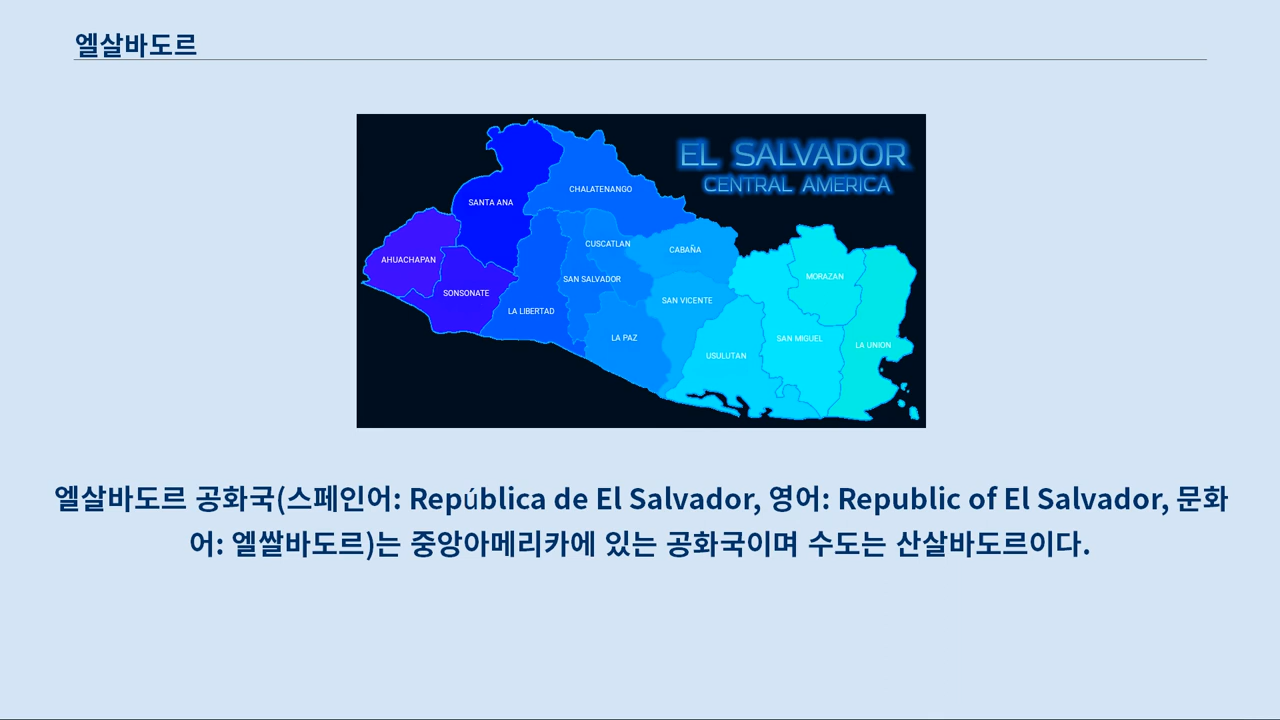 엘살바도르
EL SALVADOR
CENTRAL AMERICA
CHALATENANGO
SANTA ANA
CUSCATLAN
CABAÑA
AHUACHAPAN
MORAZAN
SAN SALVADOR
SONSONATE
SAN VICENTE
LA LIBERTAD
LA PAZ
SAN MIGUEL
LA UNION
USULUTAN
엘살바도르 공화국(스페인어: República de El Salvador, 영어: Republic of El Salvador, 문화
어: 엘쌀바도르)는 중앙아메리카에 있는 공화국이며 수도는 산살바도르이다.